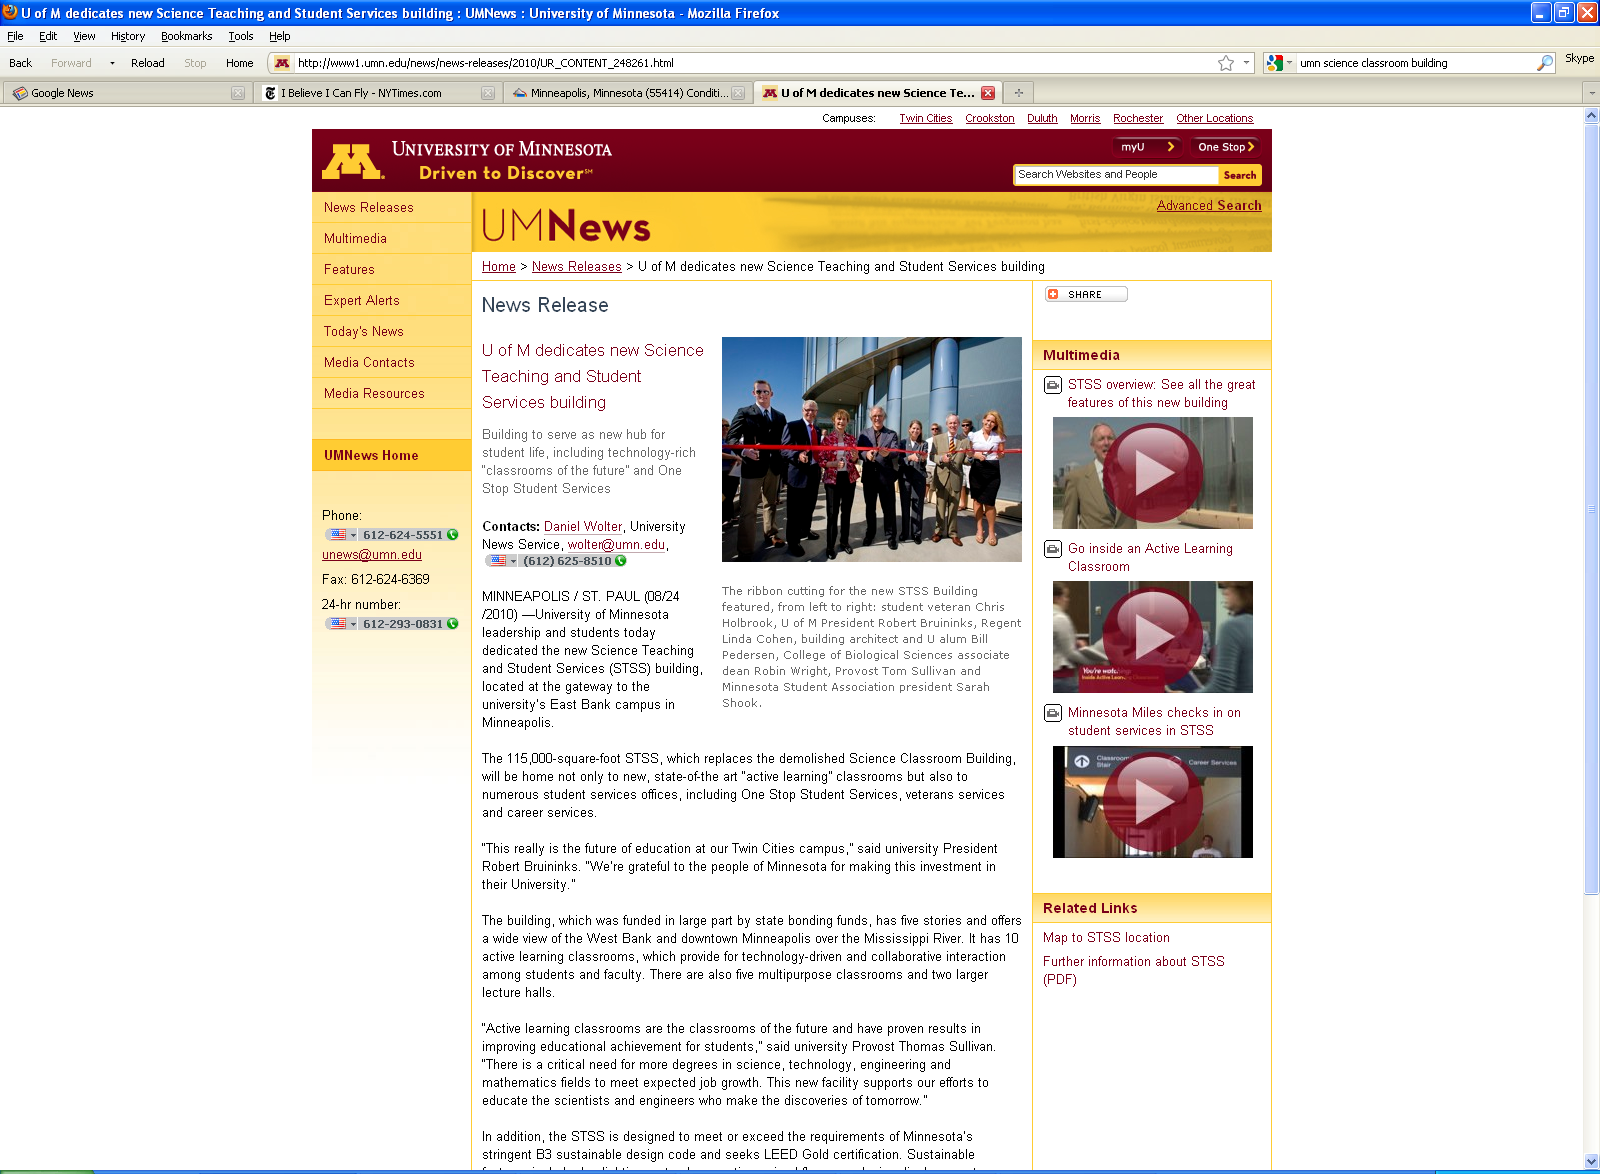 U of M dedicates new Science Teaching and Student Services building : UMNews : University of Minnesota - Mozilla Firefox
File Edit View History Bookmarks Tools Help
Back Forward Reload Stop Home http://www1.umn.edu/news/news-releases/2010/UR_CONTENT_248261.html umn science classroom building Skype
Google News I Believe I Can Fly - NYTimes.com Minneapolis, Minnesota (55414) Conditi... U of M dedicates new Science Te...
Campuses: Twin Cities Crookston Duluth Morris Rochester Other Locations
UNIVERSITY OF MINNESOTA
Driven to Discover℠
myU One Stop
Search Websites and People Search
Advanced Search
UMNews
News Releases
Multimedia
Features
Expert Alerts
Today's News
Media Contacts
Media Resources
UMNews Home
Phone:
612-624-5551
unews@umn.edu
Fax: 612-624-6369
24-hr number:
612-293-0831
Home > News Releases > U of M dedicates new Science Teaching and Student Services building
News Release
U of M dedicates new Science
Teaching and Student
Services building
Building to serve as new hub for
student life, including technology-rich
"classrooms of the future" and One
Stop Student Services
Contacts: Daniel Wolter, University
News Service, wolter@umn.edu,
(612) 625-8510
MINNEAPOLIS / ST. PAUL (08/24
/2010) —University of Minnesota
leadership and students today
dedicated the new Science Teaching
and Student Services (STSS) building,
located at the gateway to the
university's East Bank campus in
Minneapolis.
The ribbon cutting for the new STSS Building
featured, from left to right: student veteran Chris
Holbrook, U of M President Robert Bruininks, Regent
Linda Cohen, building architect and U alum Bill
Pedersen, College of Biological Sciences associate
dean Robin Wright, Provost Tom Sullivan and
Minnesota Student Association president Sarah
Shook.
The 115,000-square-foot STSS, which replaces the demolished Science Classroom Building,
will be home not only to new, state-of-the art "active learning" classrooms but also to
numerous student services offices, including One Stop Student Services, veterans services
and career services.
"This really is the future of education at our Twin Cities campus," said university President
Robert Bruininks. "We're grateful to the people of Minnesota for making this investment in
their University."
The building, which was funded in large part by state bonding funds, has five stories and offers
a wide view of the West Bank and downtown Minneapolis over the Mississippi River. It has 10
active learning classrooms, which provide for technology-driven and collaborative interaction
among students and faculty. There are also five multipurpose classrooms and two larger
lecture halls.
"Active learning classrooms are the classrooms of the future and have proven results in
improving educational achievement for students," said university Provost Thomas Sullivan.
"There is a critical need for more degrees in science, technology, engineering and
mathematics fields to meet expected job growth. This new facility supports our efforts to
educate the scientists and engineers who make the discoveries of tomorrow."
In addition, the STSS is designed to meet or exceed the requirements of Minnesota's
stringent B3 sustainable design code and seeks LEED Gold certification. Sustainable
SHARE
Multimedia
STSS overview: See all the great
features of this new building
Go inside an Active Learning
Classroom
You're watching:
Inside Active Learning Classrooms
Minnesota Miles checks in on
student services in STSS
Classroom
Stair
Career Services
Related Links
Map to STSS location
Further information about STSS
(PDF)